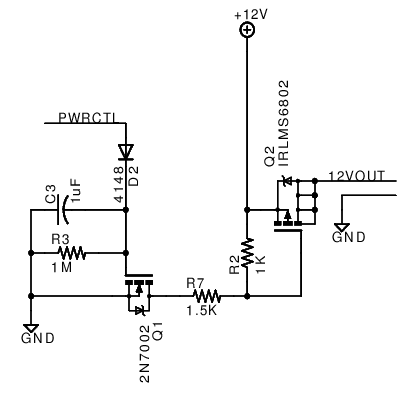 +12V
PWRCTL
4148
D2
C3
1uF
R3
1M
GND
2N7002
Q1
R7
1.5K
R2
1K
Q2
IRLMS6802
12VOUT
GND